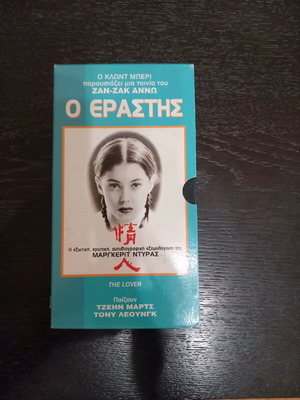 Ο ΚΛΩΝΤ ΜΠΕΡΙ
παρουσιάζει μια ταινία του
ΖΑΝ-ΖΑΚ ΑΝΝΩ
Ο ΕΡΑΣΤΗΣ
情人
Η εξωτική, ερωτική, αυτοβιογραφική εξομολόγηση της
ΜΑΡΓΚΕΡΙΤ ΝΤΥΡΑΣ
THE LOVER
Παίζουν
ΤΖΕΗΝ ΜΑΡΤΣ
ΤΟΝΥ ΛΕΟΥΝΓΚ